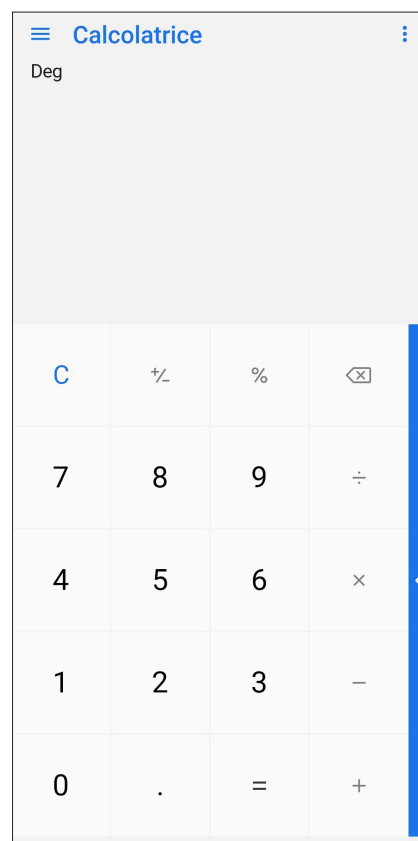 Calcolatrice
Deg
C +/- %
7 8 9 ÷
4 5 6 ×
1 2 3 −
0 . = +